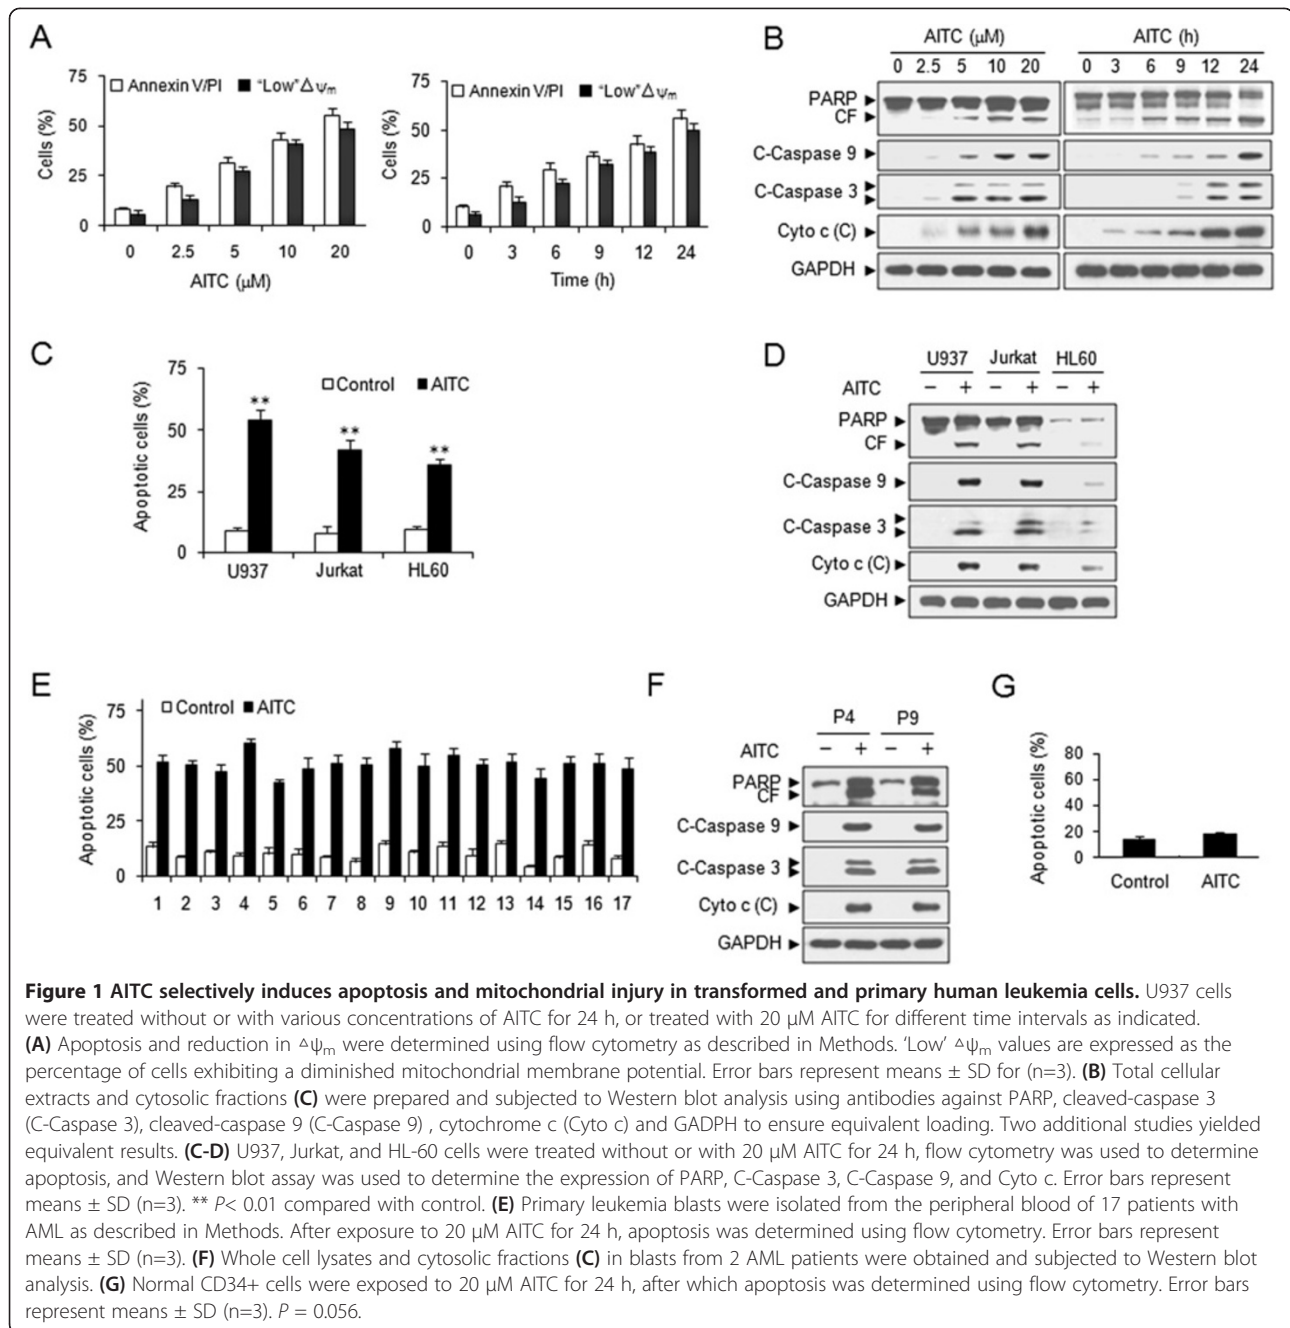 A
Cells (%)
75
50
25
0
Annexin V/PI "Low"△ψm
0 2.5 5 10 20
AITC (μM)
Cells (%)
75
50
25
0
Annexin V/PI "Low"△ψm
0 3 6 9 12 24
Time (h)
B
AITC (μM) AITC (h)
0 2.5 5 10 20 0 3 6 9 12 24
PARP
CF
C-Caspase 9
C-Caspase 3
Cyto c (C)
GAPDH
C
Apoptotic cells (%)
75
50
25
0
Control AITC
** ** **
U937 Jurkat HL60
D
U937 Jurkat HL60
AITC − + − + − +
PARP
CF
C-Caspase 9
C-Caspase 3
Cyto c (C)
GAPDH
E
Apoptotic cells (%)
75
50
25
0
Control AITC
1 2 3 4 5 6 7 8 9 10 11 12 13 14 15 16 17
F
P4 P9
AITC − + − +
PARP
CF
C-Caspase 9
C-Caspase 3
Cyto c (C)
GAPDH
G
Apoptotic cells (%)
80
60
40
20
0
Control AITC
Figure 1 AITC selectively induces apoptosis and mitochondrial injury in transformed and primary human leukemia cells. U937 cells
were treated without or with various concentrations of AITC for 24 h, or treated with 20 μM AITC for different time intervals as indicated.
(A) Apoptosis and reduction in △ψm were determined using flow cytometry as described in Methods. 'Low' △ψm values are expressed as the
percentage of cells exhibiting a diminished mitochondrial membrane potential. Error bars represent means ± SD for (n=3). (B) Total cellular
extracts and cytosolic fractions (C) were prepared and subjected to Western blot analysis using antibodies against PARP, cleaved-caspase 3
(C-Caspase 3), cleaved-caspase 9 (C-Caspase 9) , cytochrome c (Cyto c) and GADPH to ensure equivalent loading. Two additional studies yielded
equivalent results. (C-D) U937, Jurkat, and HL-60 cells were treated without or with 20 μM AITC for 24 h, flow cytometry was used to determine
apoptosis, and Western blot assay was used to determine the expression of PARP, C-Caspase 3, C-Caspase 9, and Cyto c. Error bars represent
means ± SD (n=3). ** P< 0.01 compared with control. (E) Primary leukemia blasts were isolated from the peripheral blood of 17 patients with
AML as described in Methods. After exposure to 20 μM AITC for 24 h, apoptosis was determined using flow cytometry. Error bars represent
means ± SD (n=3). (F) Whole cell lysates and cytosolic fractions (C) in blasts from 2 AML patients were obtained and subjected to Western blot
analysis. (G) Normal CD34+ cells were exposed to 20 μM AITC for 24 h, after which apoptosis was determined using flow cytometry. Error bars
represent means ± SD (n=3). P = 0.056.